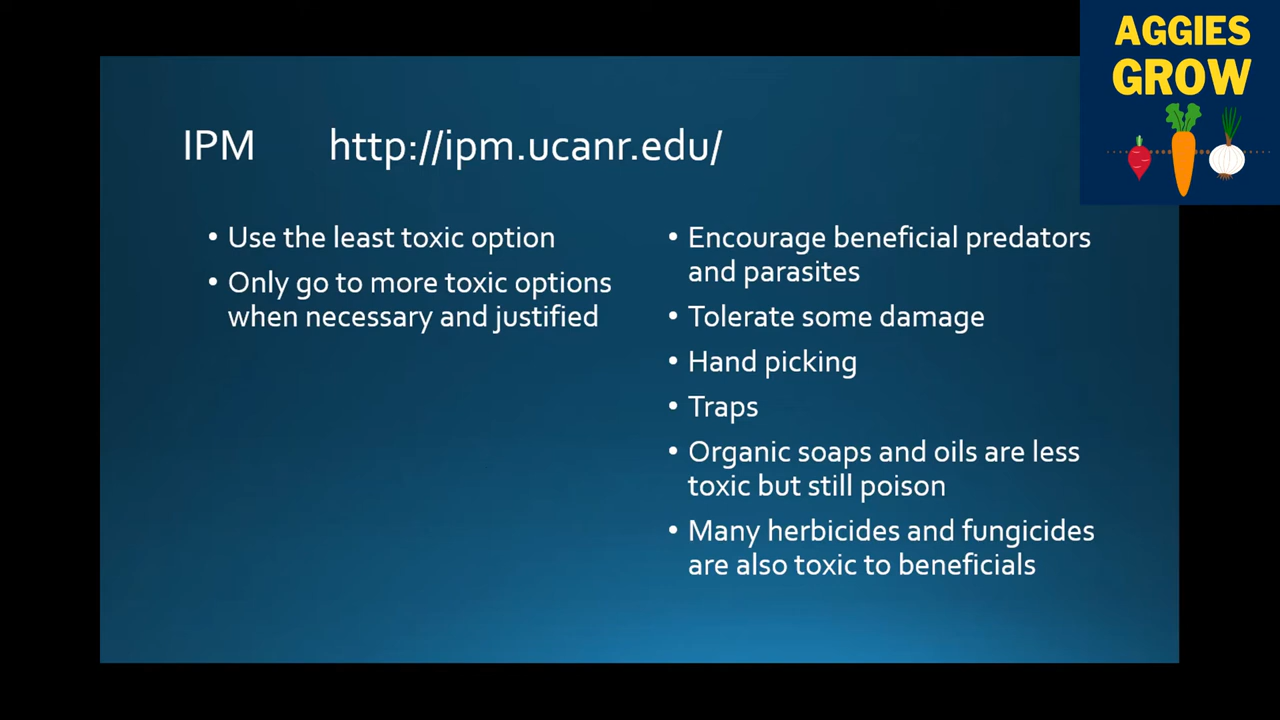 AGGIES
GROW
IPM http://ipm.ucanr.edu/
• Use the least toxic option
• Only go to more toxic options
when necessary and justified
• Encourage beneficial predators
and parasites
• Tolerate some damage
• Hand picking
• Traps
• Organic soaps and oils are less
toxic but still poison
• Many herbicides and fungicides
are also toxic to beneficials